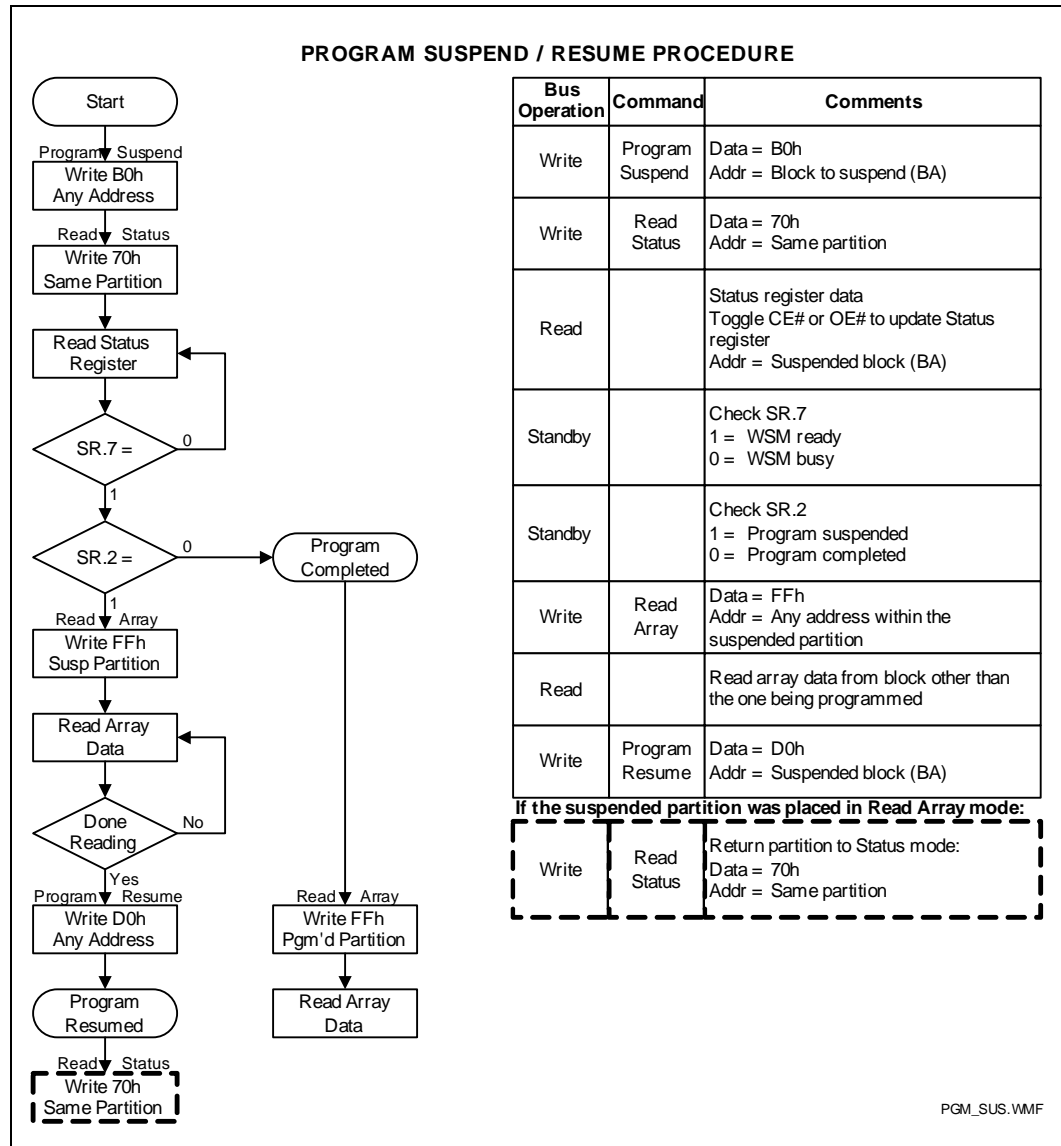 PROGRAM SUSPEND / RESUME PROCEDURE
Start
Program Suspend
Write B0h
Any Address
Read Status
Write 70h
Same Partition
Read Status
Register
SR.7 =
0
1
SR.2 =
0
Program
Completed
1
Read Array
Write FFh
Susp Partition
Read Array
Data
Done
Reading
No
Yes
Program Resume
Write D0h
Any Address
Program
Resumed
Read Status
Write 70h
Same Partition
Read Array
Write FFh
Pgm'd Partition
Read Array
Data
Bus
Operation
Command
Comments
Write
Program
Suspend
Data = B0h
Addr = Block to suspend (BA)
Write
Read
Status
Data = 70h
Addr = Same partition
Read
Status register data
Toggle CE# or OE# to update Status
register
Addr = Suspended block (BA)
Standby
Check SR.7
1 = WSM ready
0 = WSM busy
Standby
Check SR.2
1 = Program suspended
0 = Program completed
Write
Read
Array
Data = FFh
Addr = Any address within the
suspended partition
Read
Read array data from block other than
the one being programmed
Write
Program
Resume
Data = D0h
Addr = Suspended block (BA)
If the suspended partition was placed in Read Array mode:
Write
Read
Status
Return partition to Status mode:
Data = 70h
Addr = Same partition
PGM_SUS.WMF